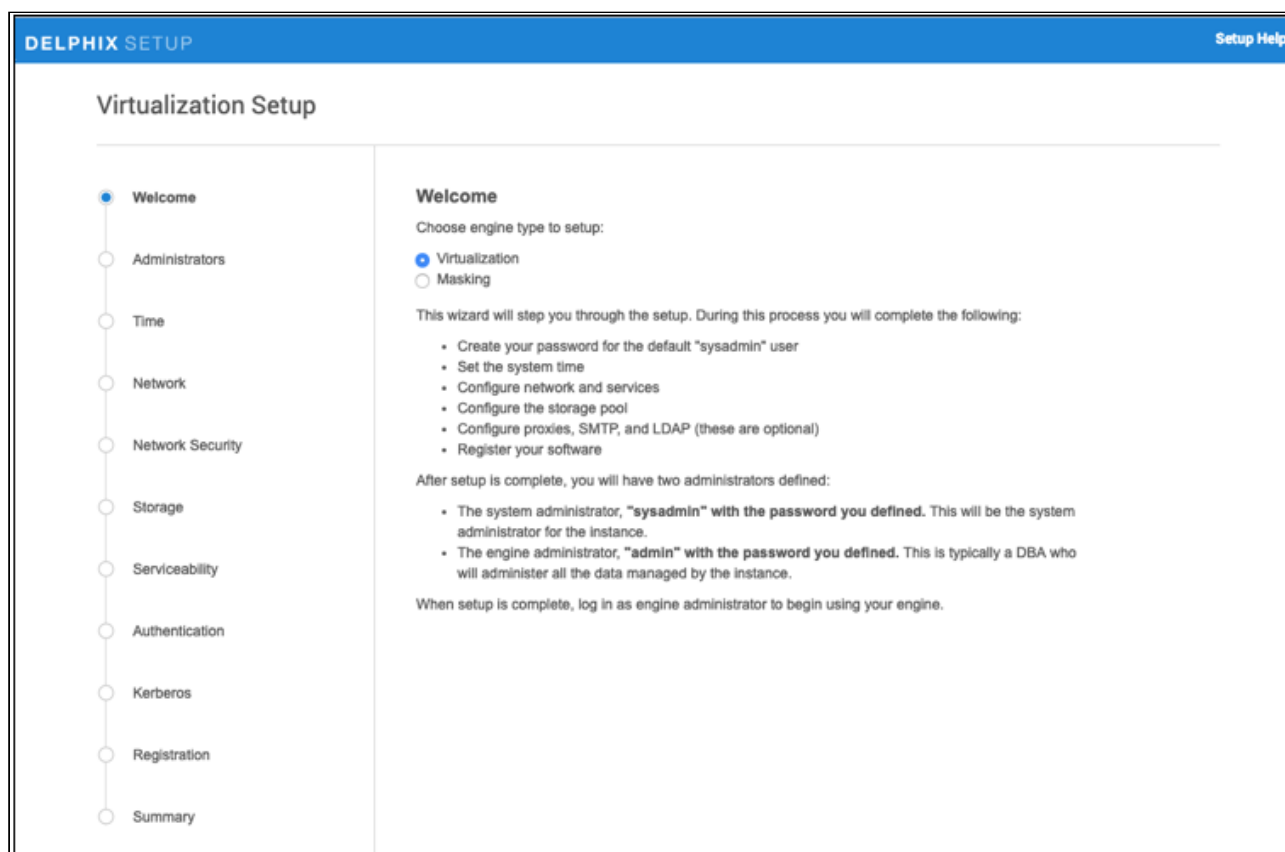 DELPHIX SETUP
Setup Help
Virtualization Setup
Welcome
Administrators
Time
Network
Network Security
Storage
Serviceability
Authentication
Kerberos
Registration
Summary
Welcome
Choose engine type to setup:
Virtualization
Masking
This wizard will step you through the setup. During this process you will complete the following:
• Create your password for the default "sysadmin" user
• Set the system time
• Configure network and services
• Configure the storage pool
• Configure proxies, SMTP, and LDAP (these are optional)
• Register your software
After setup is complete, you will have two administrators defined:
• The system administrator, "sysadmin" with the password you defined. This will be the system
administrator for the instance.
• The engine administrator, "admin" with the password you defined. This is typically a DBA who
will administer all the data managed by the instance.
When setup is complete, log in as engine administrator to begin using your engine.